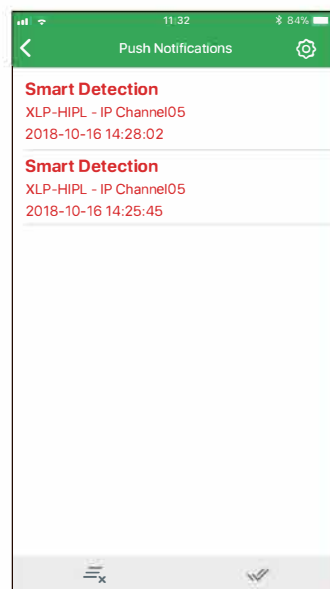 11:32
84%
Push Notifications
Smart Detection
XLP-HIPL - IP Channel05
2018-10-16 14:28:02
Smart Detection
XLP-HIPL - IP Channel05
2018-10-16 14:25:45